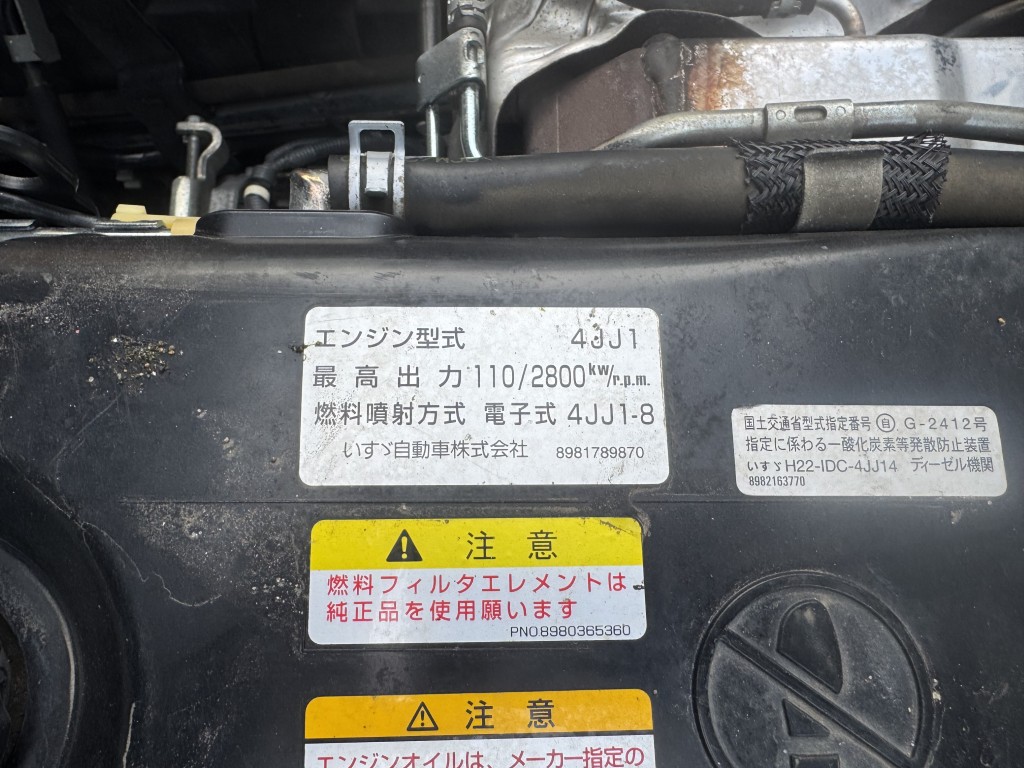 エンジン型式 4JJ1
最高出力 110/2800kW/r.p.m.
燃料噴射方式 電子式 4JJ1-8
いすゞ自動車株式会社 8981789870
国土交通省型式指定番号 自 G-2412号
指定に係わる一酸化炭素等発散防止装置
いすゞH22-IDC-4JJ14 ディーゼル機関
8982163770
注意
燃料フィルタエレメントは
純正品を使用願います
PNO.8980365360
注意
エンジンオイルは、メーカー指定の